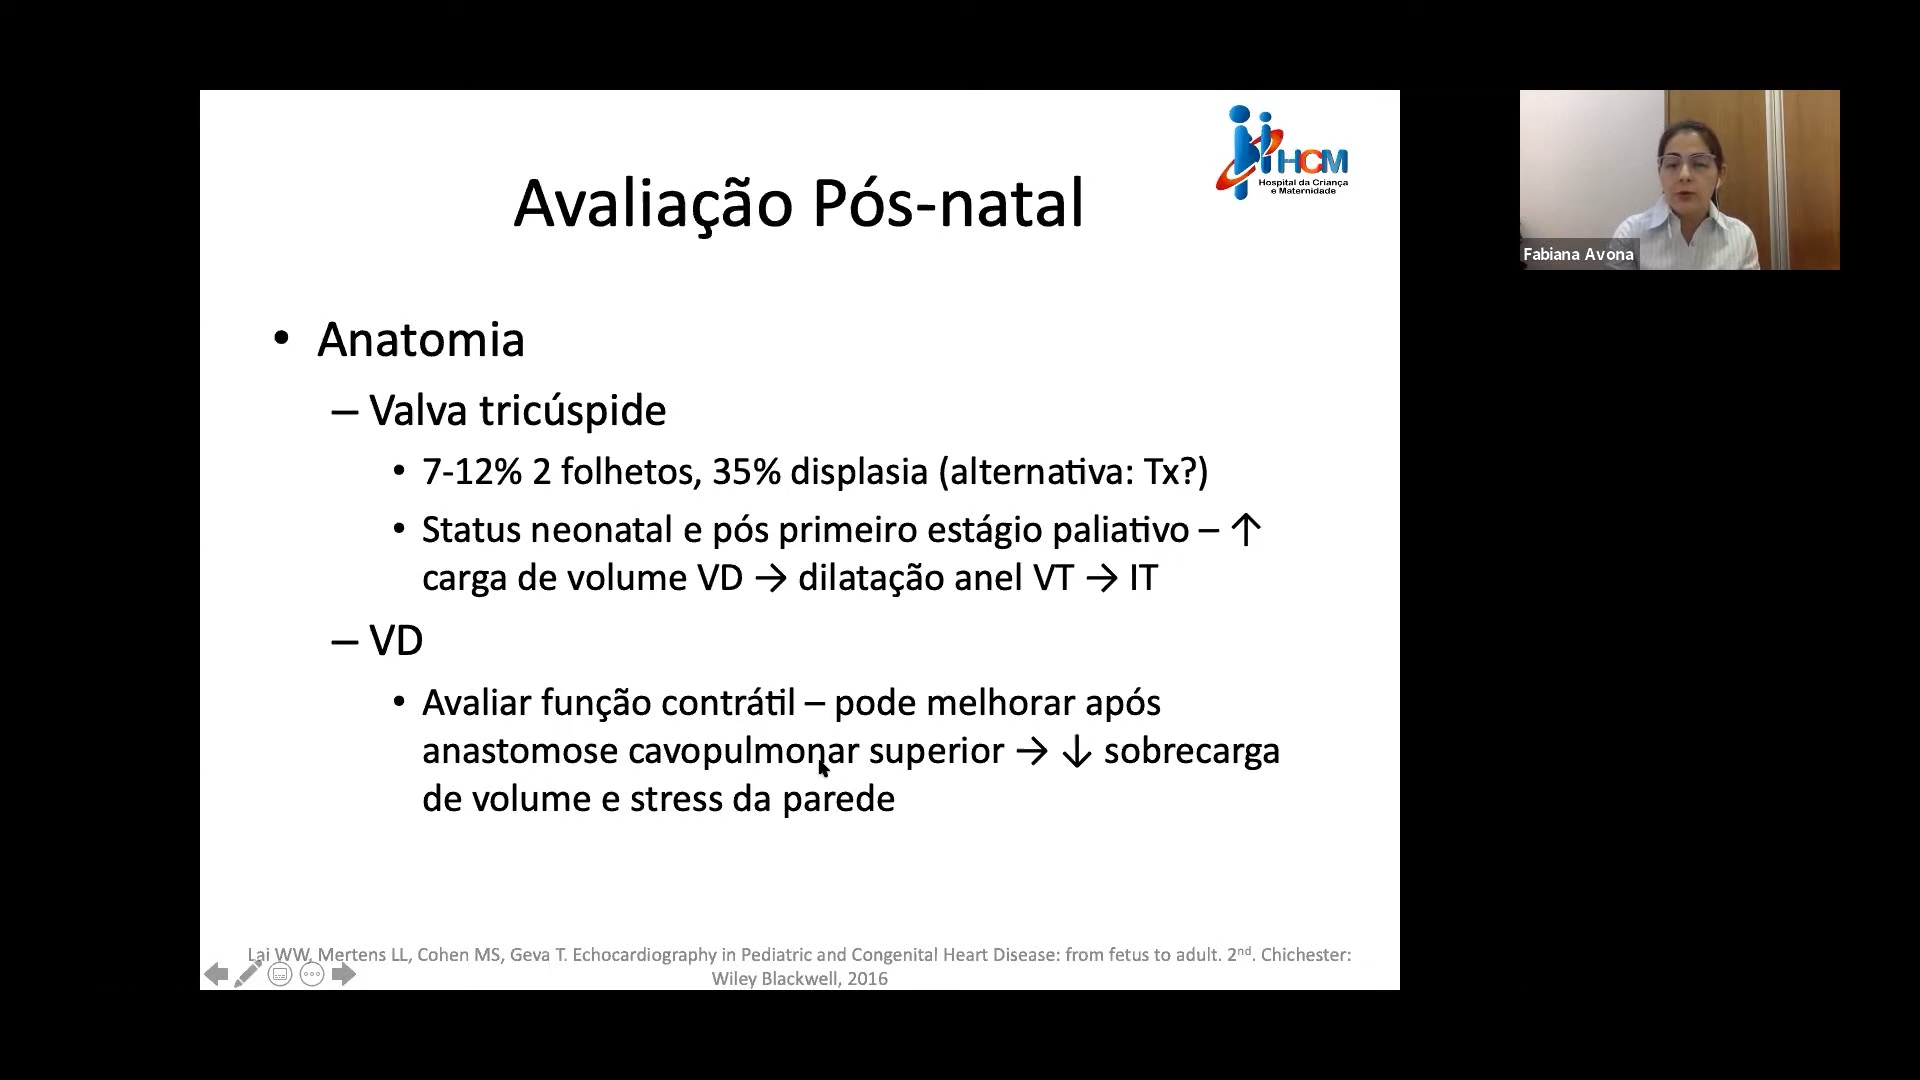 HCM
Hospital da Criança
e Maternidade
Avaliação Pós-natal
• Anatomia
– Valva tricúspide
• 7-12% 2 folhetos, 35% displasia (alternativa: Tx?)
• Status neonatal e pós primeiro estágio paliativo – ↑
carga de volume VD → dilatação anel VT → IT
– VD
• Avaliar função contrátil – pode melhorar após
anastomose cavopulmonar superior → ↓ sobrecarga
de volume e stress da parede
Lai WW, Mertens LL, Cohen MS, Geva T. Echocardiography in Pediatric and Congenital Heart Disease: from fetus to adult. 2nd. Chichester:
Wiley Blackwell, 2016
Fabiana Avona